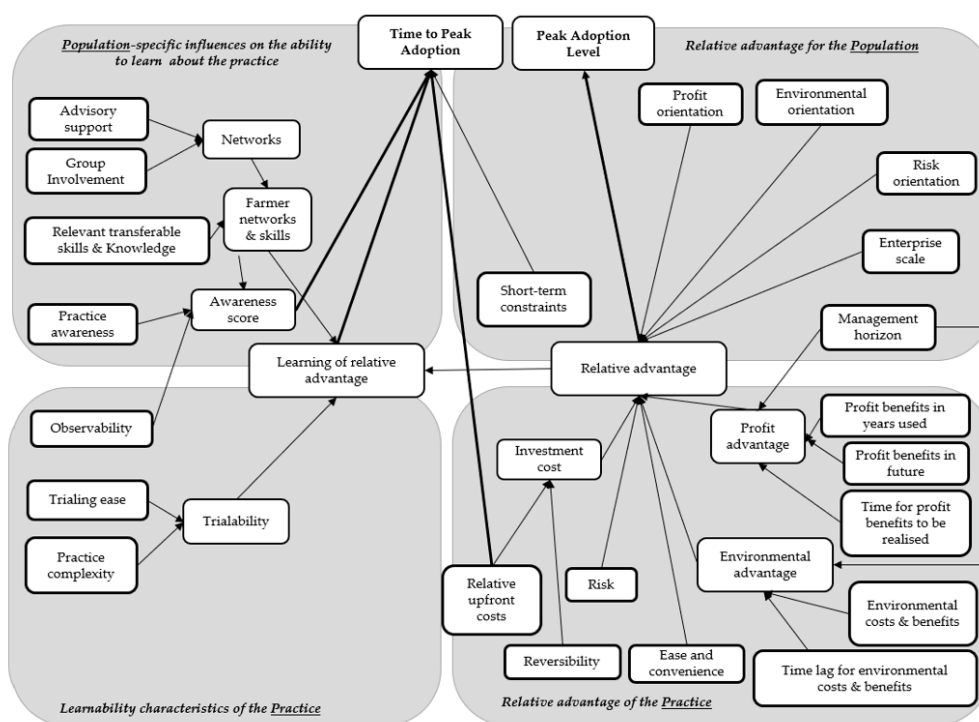 Population-specific influences on the ability
to learn about the practice
Time to Peak
Adoption
Peak Adoption
Level
Relative advantage for the Population
Advisory
support
Group
Involvement
Networks
Relevant transferable
skills & Knowledge
Farmer
networks
& skills
Practice
awareness
Awareness
score
Profit
orientation
Environmental
orientation
Risk
orientation
Enterprise
scale
Short-term
constraints
Management
horizon
Learning of relative
advantage
Relative advantage
Observability
Trialing ease
Practice
complexity
Trialability
Investment
cost
Profit
advantage
Profit benefits in
years used
Profit benefits in
future
Time for profit
benefits to be
realised
Environmental
advantage
Relative
upfront
costs
Risk
Environmental
costs & benefits
Reversibility
Ease and
convenience
Time lag for environmental
costs & benefits
Learnability characteristics of the Practice
Relative advantage of the Practice